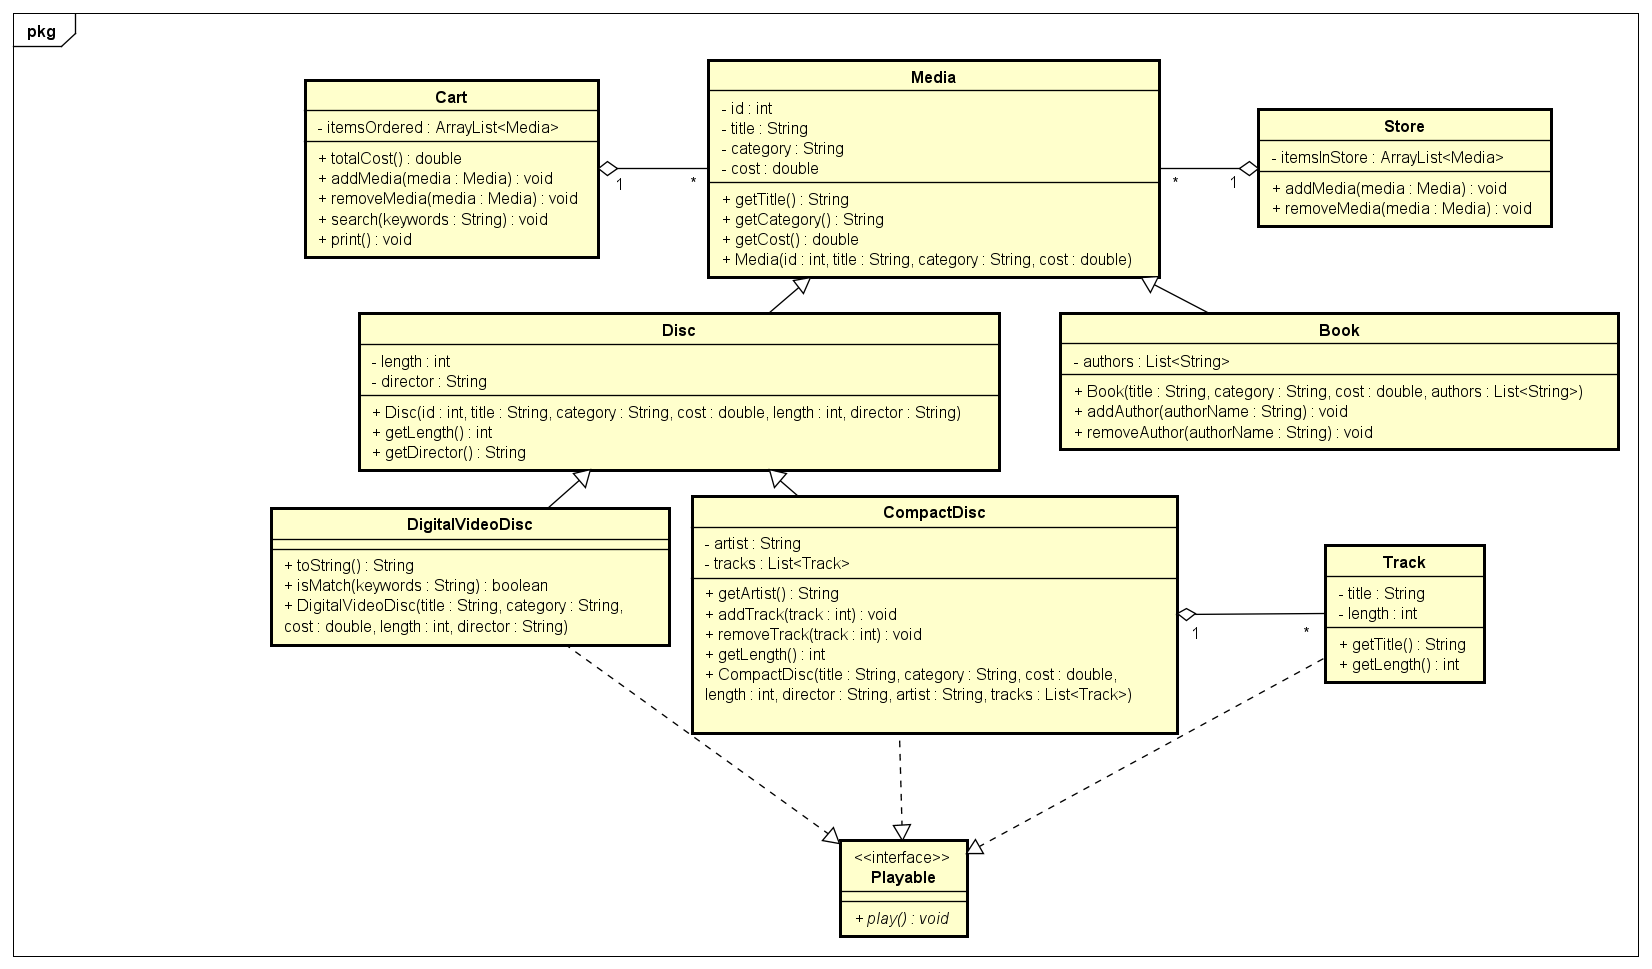 pkg
Cart
- itemsOrdered : ArrayList<Media>
+ totalCost() : double
+ addMedia(media : Media) : void
+ removeMedia(media : Media) : void
+ search(keywords : String) : void
+ print() : void
1
*
Media
- id : int
- title : String
- category : String
- cost : double
+ getTitle() : String
+ getCategory() : String
+ getCost() : double
+ Media(id : int, title : String, category : String, cost : double)
*
1
Store
- itemsInStore : ArrayList<Media>
+ addMedia(media : Media) : void
+ removeMedia(media : Media) : void
Disc
- length : int
- director : String
+ Disc(id : int, title : String, category : String, cost : double, length : int, director : String)
+ getLength() : int
+ getDirector() : String
Book
- authors : List<String>
+ Book(title : String, category : String, cost : double, authors : List<String>)
+ addAuthor(authorName : String) : void
+ removeAuthor(authorName : String) : void
DigitalVideoDisc
+ toString() : String
+ isMatch(keywords : String) : boolean
+ DigitalVideoDisc(title : String, category : String,
cost : double, length : int, director : String)
CompactDisc
- artist : String
- tracks : List<Track>
+ getArtist() : String
+ addTrack(track : int) : void
+ removeTrack(track : int) : void
+ getLength() : int
+ CompactDisc(title : String, category : String, cost : double,
length : int, director : String, artist : String, tracks : List<Track>)
1
*
Track
- title : String
- length : int
+ getTitle() : String
+ getLength() : int
<<interface>>
Playable
+ play() : void